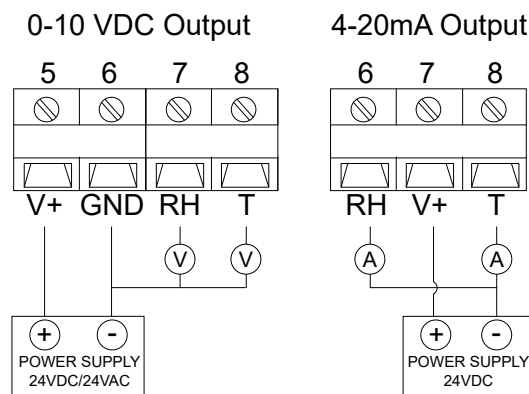 0-10 VDC Output
5 6 7 8
V+ GND RH T
V V
+ -
POWER SUPPLY
24VDC/24VAC
4-20mA Output
6 7 8
RH V+ T
A A
+ -
POWER SUPPLY
24VDC